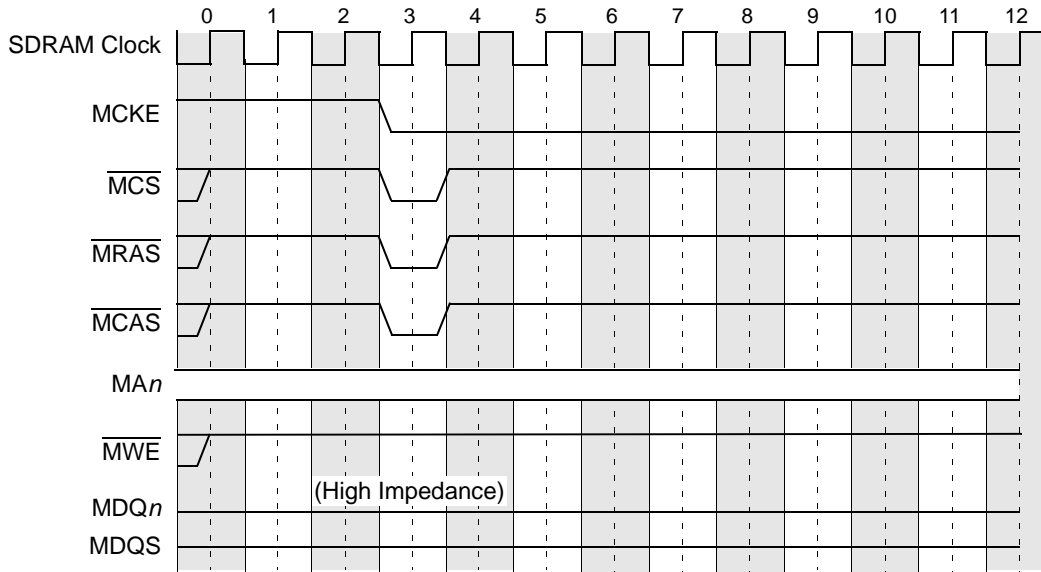 0 1 2 3 4 5 6 7 8 9 10 11 12
SDRAM Clock
MCKE
MCS
MRAS
MCAS
MAn
MWE
(High Impedance)
MDQn
MDQS